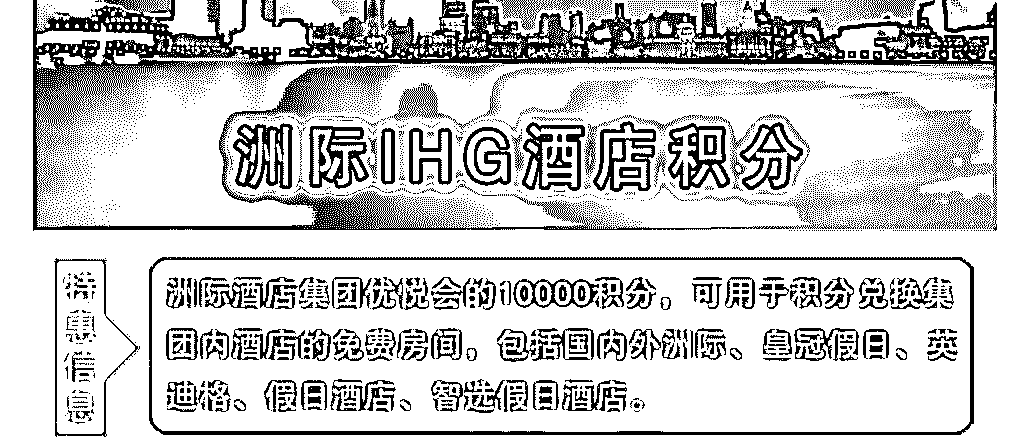 洲际IHG酒店积分
特惠信息
洲际酒店集团优悦会的10000积分，可用于积分兑换集
团内酒店的免费房间，包括国内外洲际、皇冠假日、英
迪格、假日酒店、智选假日酒店。